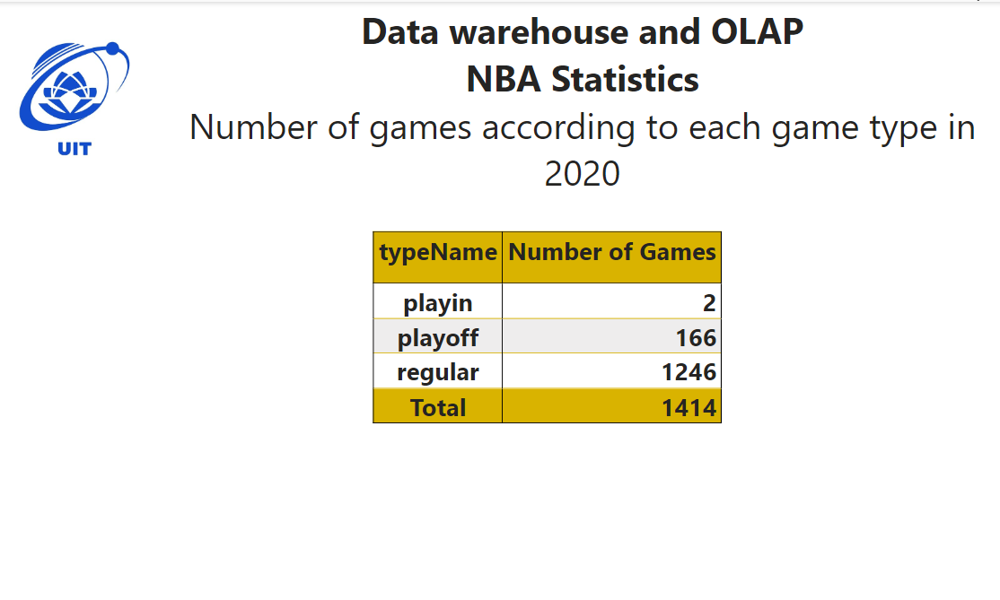 Data warehouse and OLAP
NBA Statistics
Number of games according to each game type in
2020
UIT
typeName Number of Games
playin 2
playoff 166
regular 1246
Total 1414